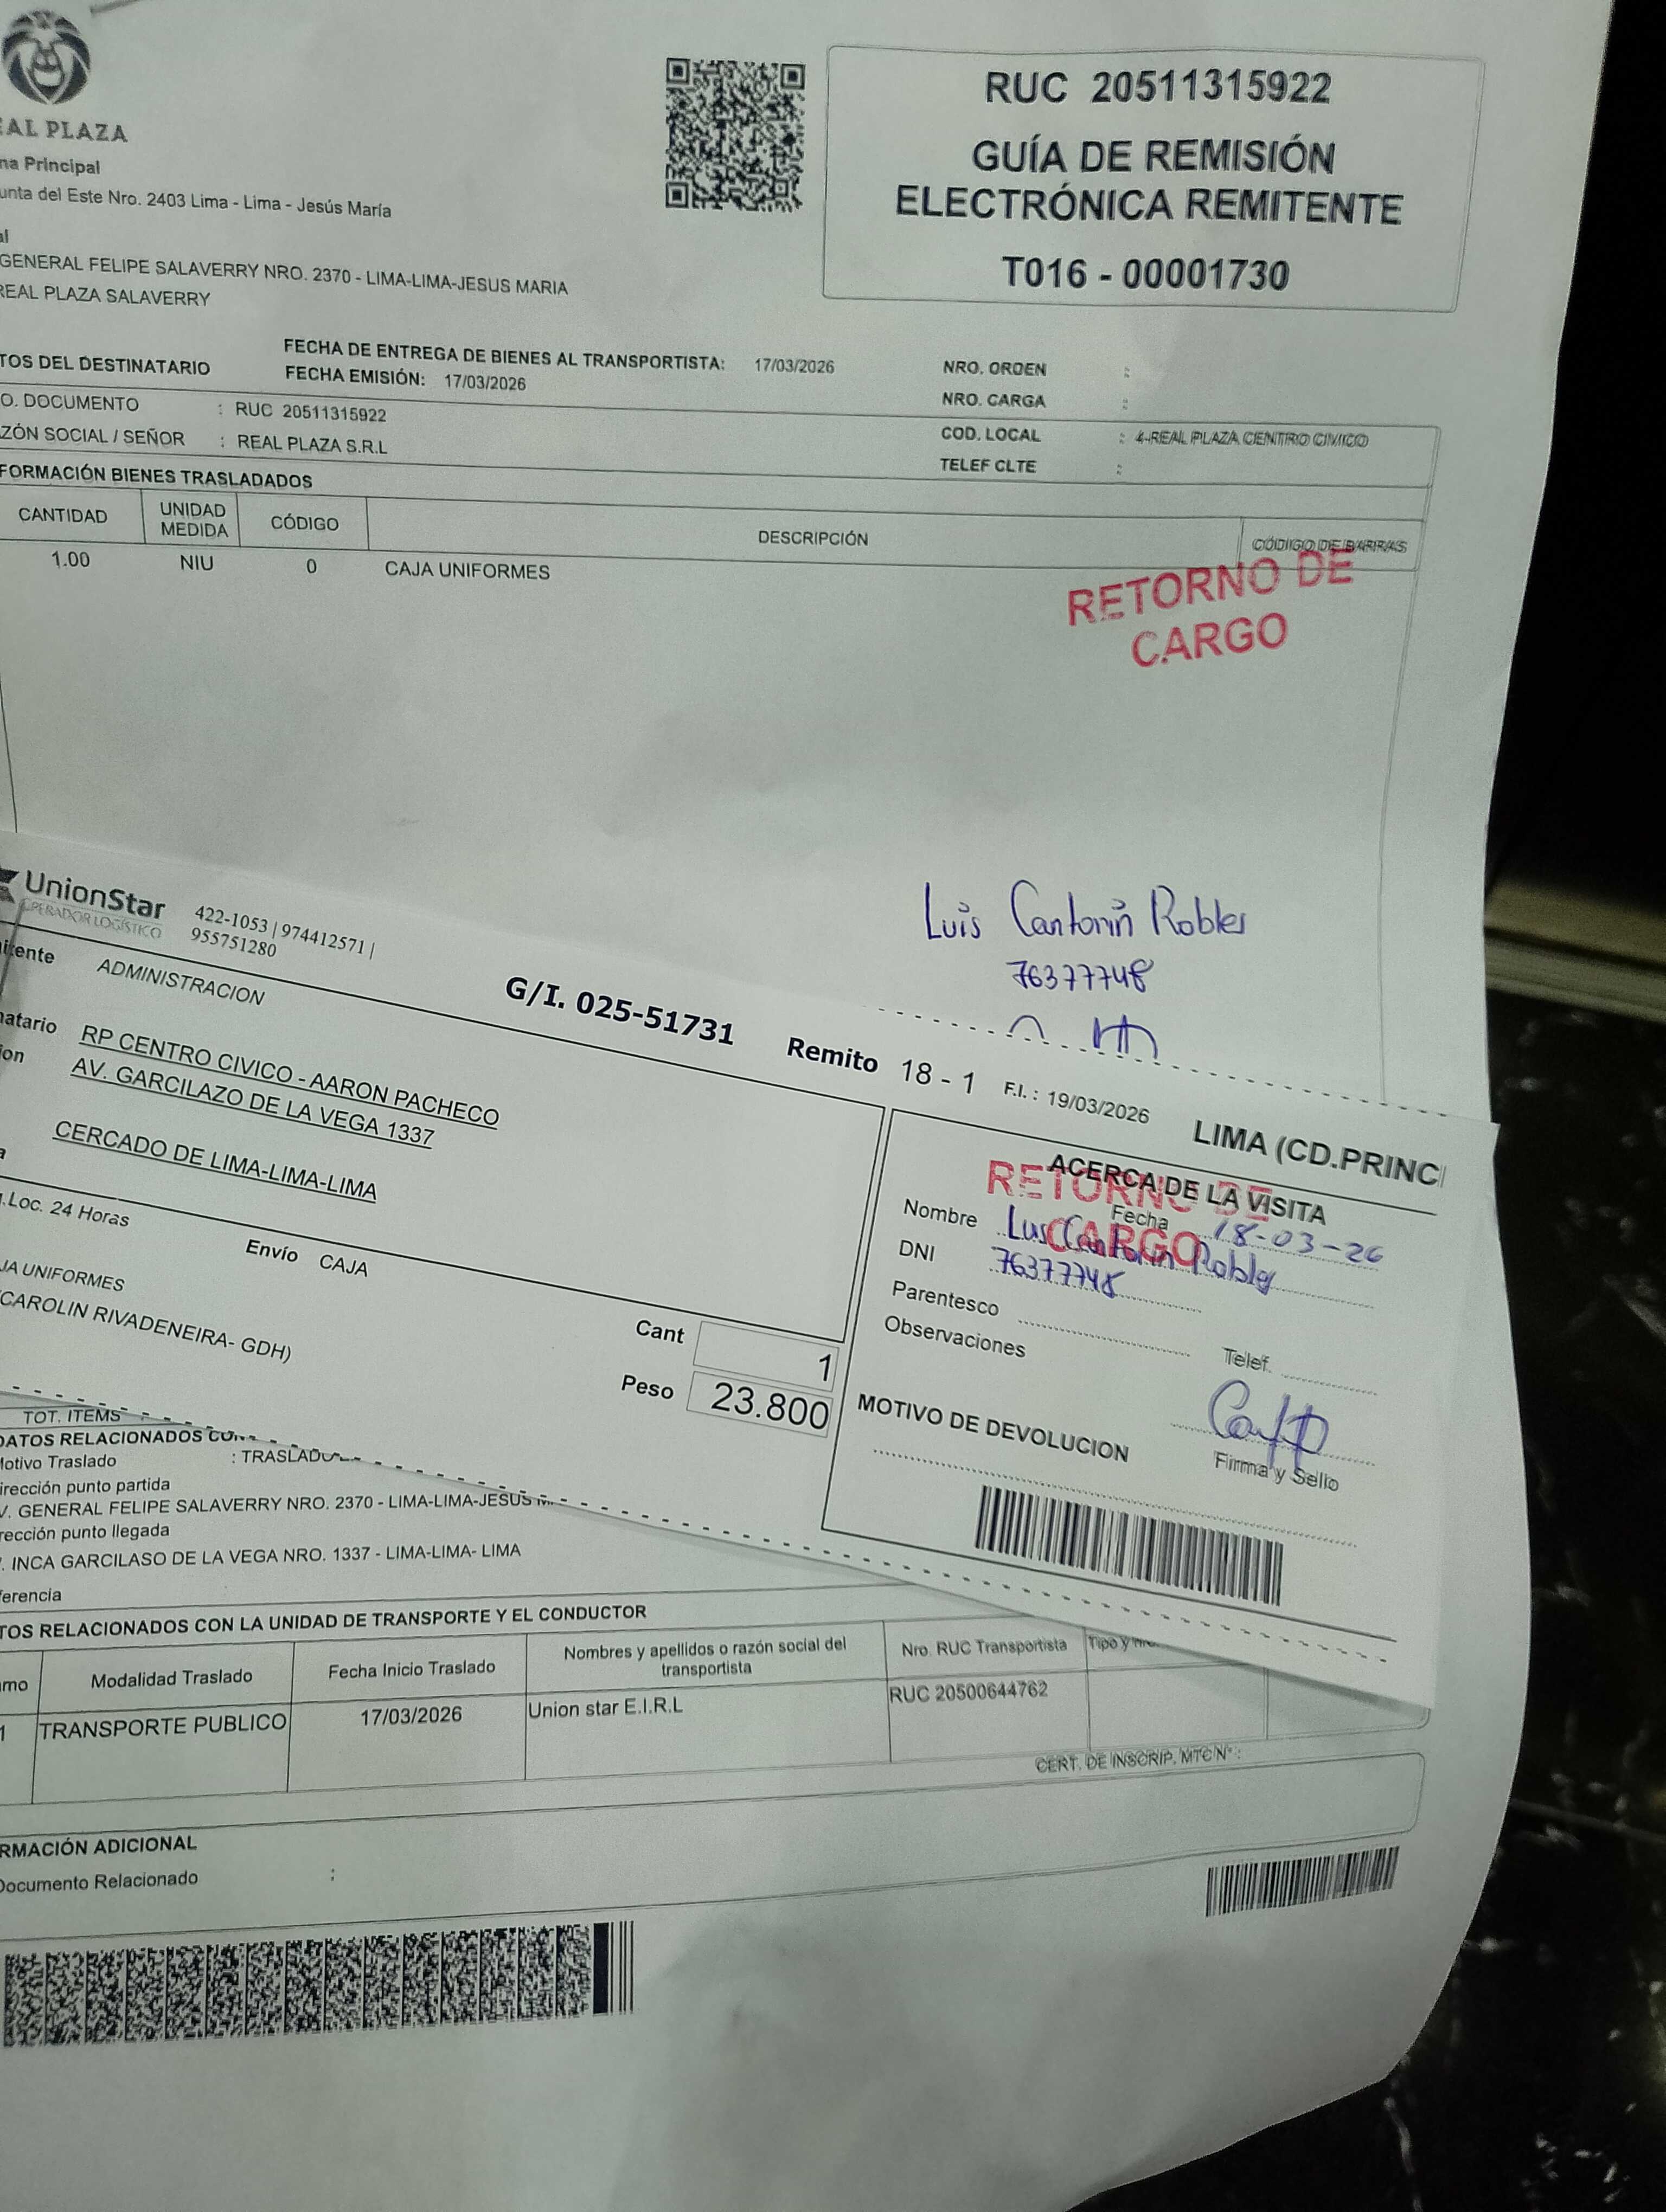 EAL PLAZA
na Principal
unta del Este Nro. 2403 Lima - Lima - Jesús María
al
GENERAL FELIPE SALAVERRY NRO. 2370 - LIMA-LIMA-JESUS MARIA
REAL PLAZA SALAVERRY
RUC 20511315922
GUÍA DE REMISIÓN
ELECTRÓNICA REMITENTE
T016 - 00001730
TOS DEL DESTINATARIO
FECHA DE ENTREGA DE BIENES AL TRANSPORTISTA: 17/03/2026
FECHA EMISIÓN: 17/03/2026
NRO. ORDEN :
NRO. CARGA :
O. DOCUMENTO : RUC 20511315922
ZÓN SOCIAL / SEÑOR : REAL PLAZA S.R.L
COD. LOCAL : 4-REAL PLAZA CENTRO CIVICO
TELEF CLTE :
FORMACIÓN BIENES TRASLADADOS
CANTIDAD UNIDAD MEDIDA CÓDIGO DESCRIPCIÓN CÓDIGO DE BARRAS
1.00 NIU 0 CAJA UNIFORMES
RETORNO DE
CARGO
Luis Cantorin Robles
76377748
UnionStar
OPERADOR LOGÍSTICO
422-1053 | 974412571 |
955751280
itente ADMINISTRACION
G/I. 025-51731 Remito 18 - 1 F.I. : 19/03/2026 LIMA (CD.PRINC
natario RP CENTRO CIVICO - AARON PACHECO
ion AV. GARCILAZO DE LA VEGA 1337
a CERCADO DE LIMA-LIMA-LIMA
.Loc. 24 Horas
Envío CAJA
JA UNIFORMES
CAROLIN RIVADENEIRA- GDH)
Cant 1
Peso 23.800
ACERCA DE LA VISITA
RETORNO DE
CARGO
Fecha 18-03-26
Nombre Luis Cantorin Robles
DNI 76377748
Parentesco
Telef.
Observaciones
MOTIVO DE DEVOLUCION
Firma y Sello
TOT. ITEMS
DATOS RELACIONADOS CON
Motivo Traslado : TRASLADO
irección punto partida
V. GENERAL FELIPE SALAVERRY NRO. 2370 - LIMA-LIMA-JESUS M
rección punto llegada
. INCA GARCILASO DE LA VEGA NRO. 1337 - LIMA-LIMA- LIMA
ferencia
TOS RELACIONADOS CON LA UNIDAD DE TRANSPORTE Y EL CONDUCTOR
amo Modalidad Traslado Fecha Inicio Traslado Nombres y apellidos o razón social del transportista Nro. RUC Transportista Tipo y
1 TRANSPORTE PUBLICO 17/03/2026 Union star E.I.R.L RUC 20500644762
CERT. DE INSCRIP. MTC N° :
RMACIÓN ADICIONAL
Documento Relacionado :